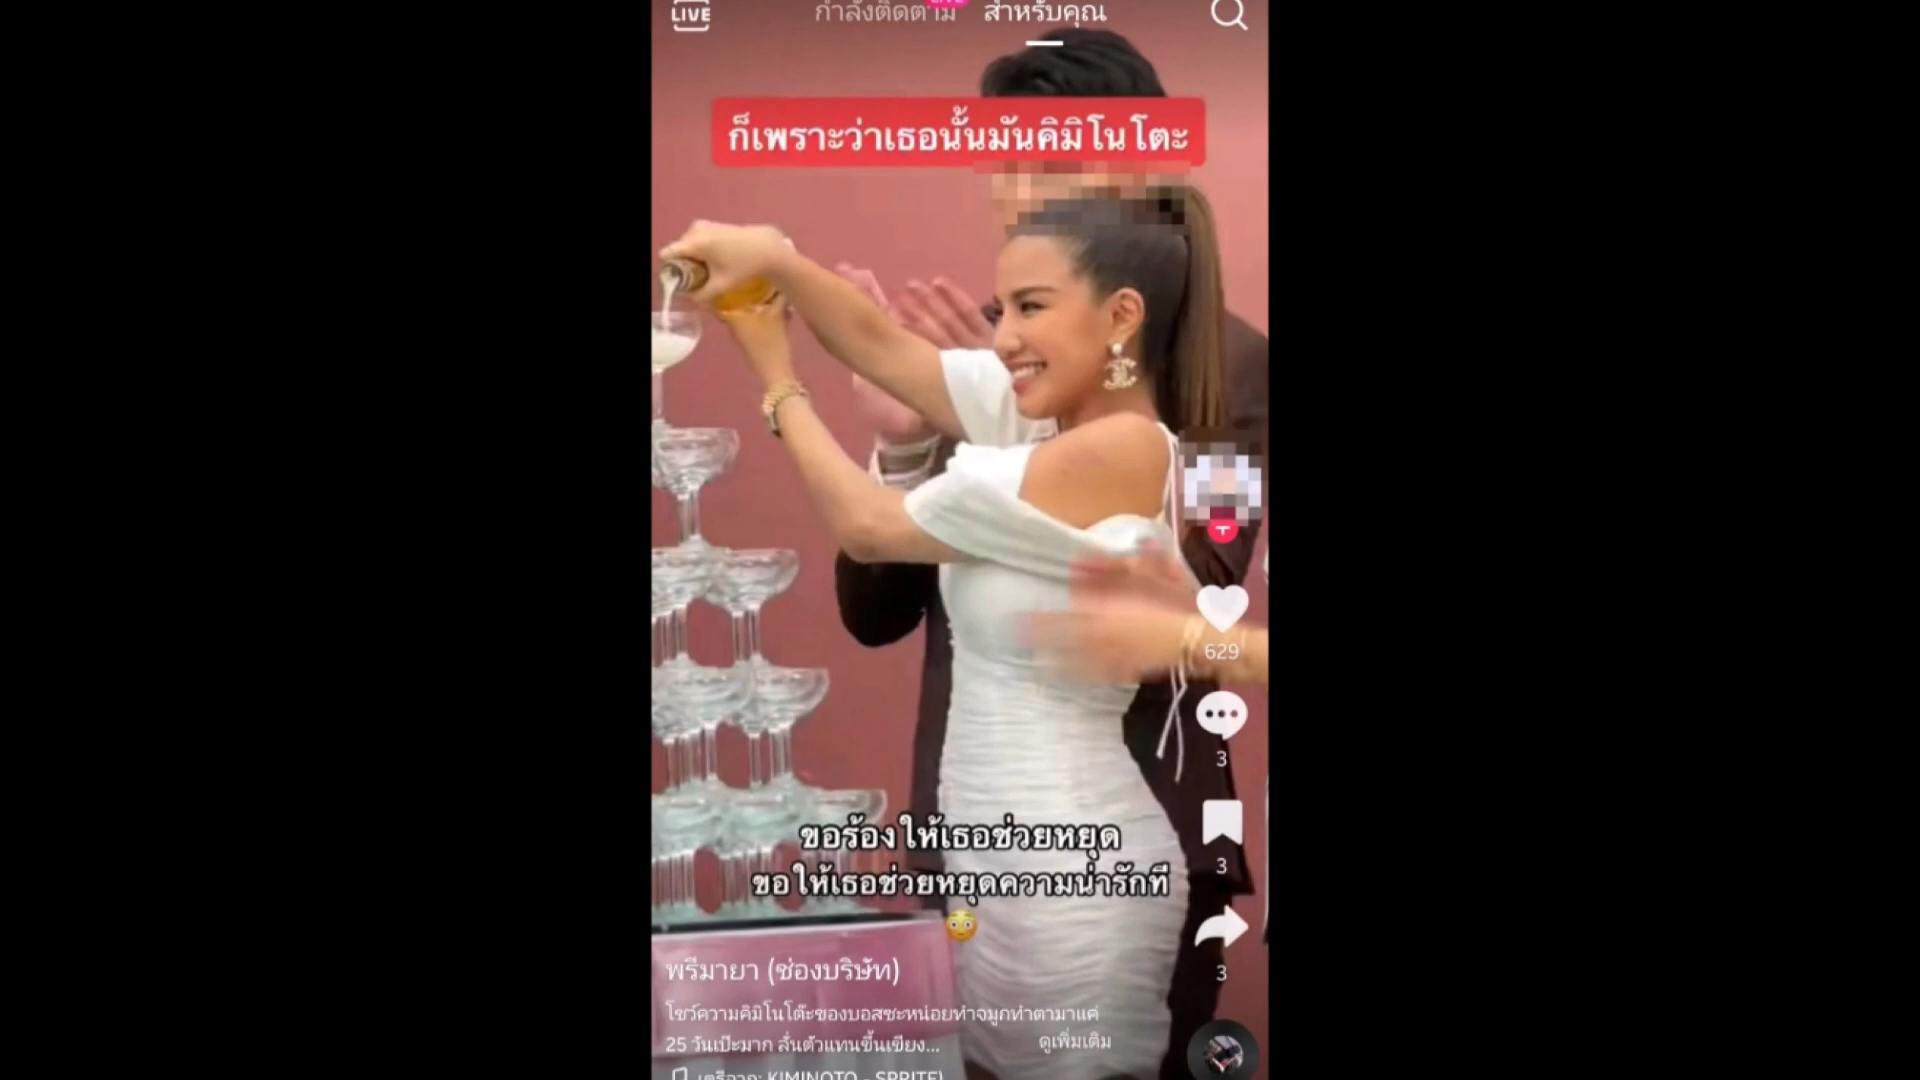 LIVE
กำลังติดตาม
LIVE
สำหรับคุณ
ก็เพราะว่าเธอนั้นมันคิมิโนโตะ
629
3
3
3
ขอร้องให้เธอช่วยหยุด
ขอให้เธอช่วยหยุดความน่ารักที
😳
พรีมายา (ช่องบริษัท)
โชว์ความคิมิโนโต๊ะของบอสซะหน่อยทำจมูกทำตามาแค่
25 วันเป๊ะมาก ลั่นตัวแทนขึ้นเขียง...
ดูเพิ่มเติม
KIMINOTO - SPRITE)